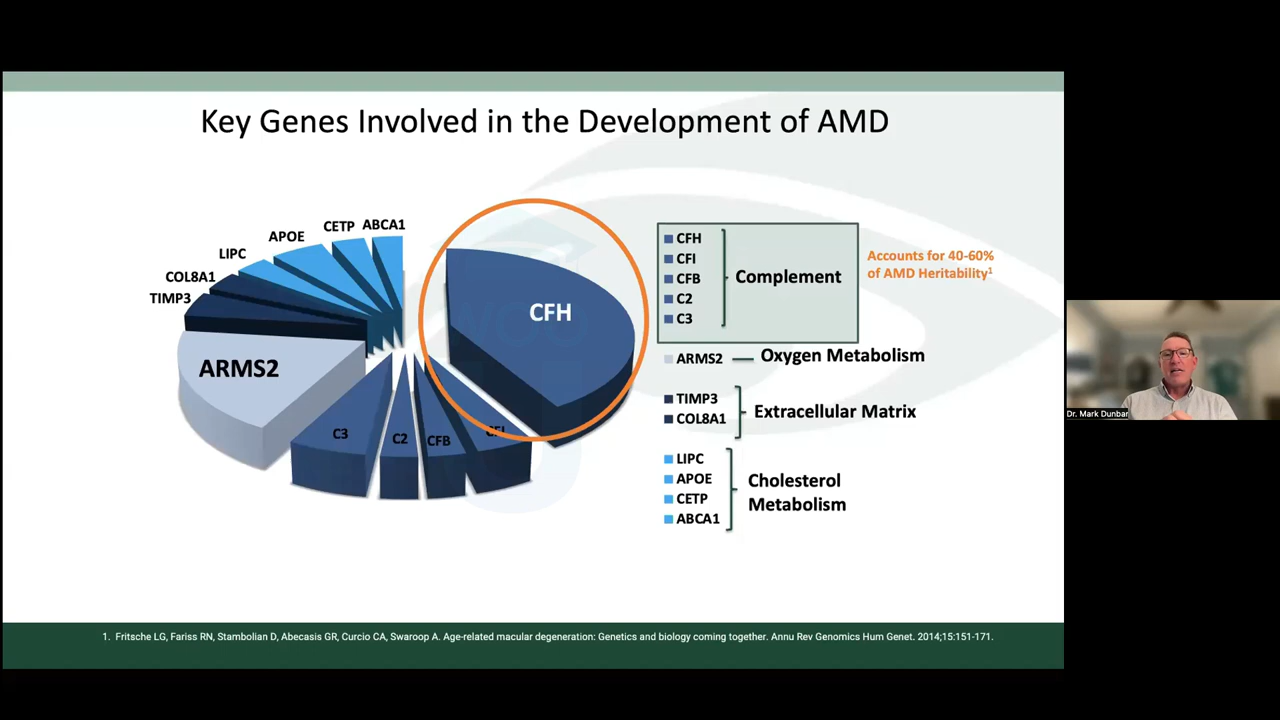 Key Genes Involved in the Development of AMD
CETP
ABCA1
APOE
LIPC
COL8A1
TIMP3
ARMS2
CFH
C3
C2
CFB
CFI
CFH
CFI
CFB
C2
C3
Complement
Accounts for 40-60%
of AMD Heritability1
ARMS2
Oxygen Metabolism
TIMP3
COL8A1
Extracellular Matrix
LIPC
APOE
CETP
ABCA1
Cholesterol
Metabolism
Dr. Mark Dunbar
1. Fritsche LG, Fariss RN, Stambolian D, Abecasis GR, Curcio CA, Swaroop A. Age-related macular degeneration: Genetics and biology coming together. Annu Rev Genomics Hum Genet. 2014;15:151-171.